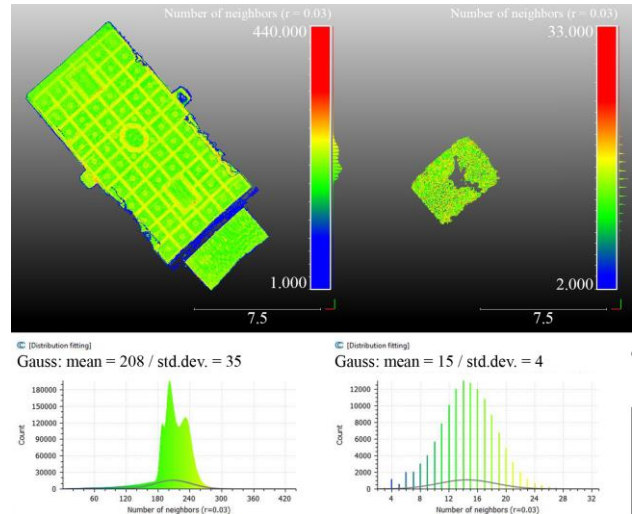 Number of neighbors (r = 0.03)
440.000
1.000
7.5
Number of neighbors (r = 0.03)
33.000
2.000
7.5
[Distribution fitting]
Gauss: mean = 208 / std.dev. = 35
180000
150000
120000
90000
60000
30000
0
Count
60 120 180 240 300 360 420
Number of neighbors (r=0.03)
[Distribution fitting]
Gauss: mean = 15 / std.dev. = 4
12000
10000
8000
6000
4000
2000
0
Count
4 8 12 16 20 24 28 32
Number of neighbors (r=0.03)